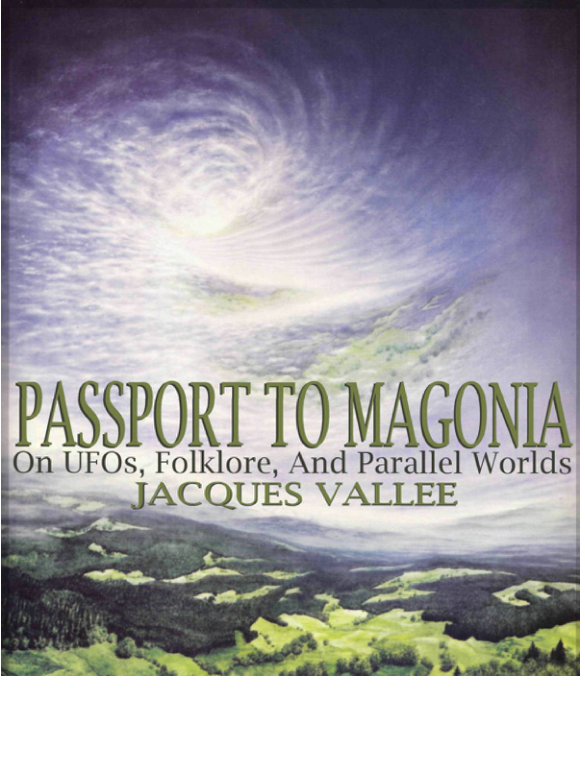 PASSPORT TO MAGONIA
On UFOs, Folklore, And Parallel Worlds
JACQUES VALLEE